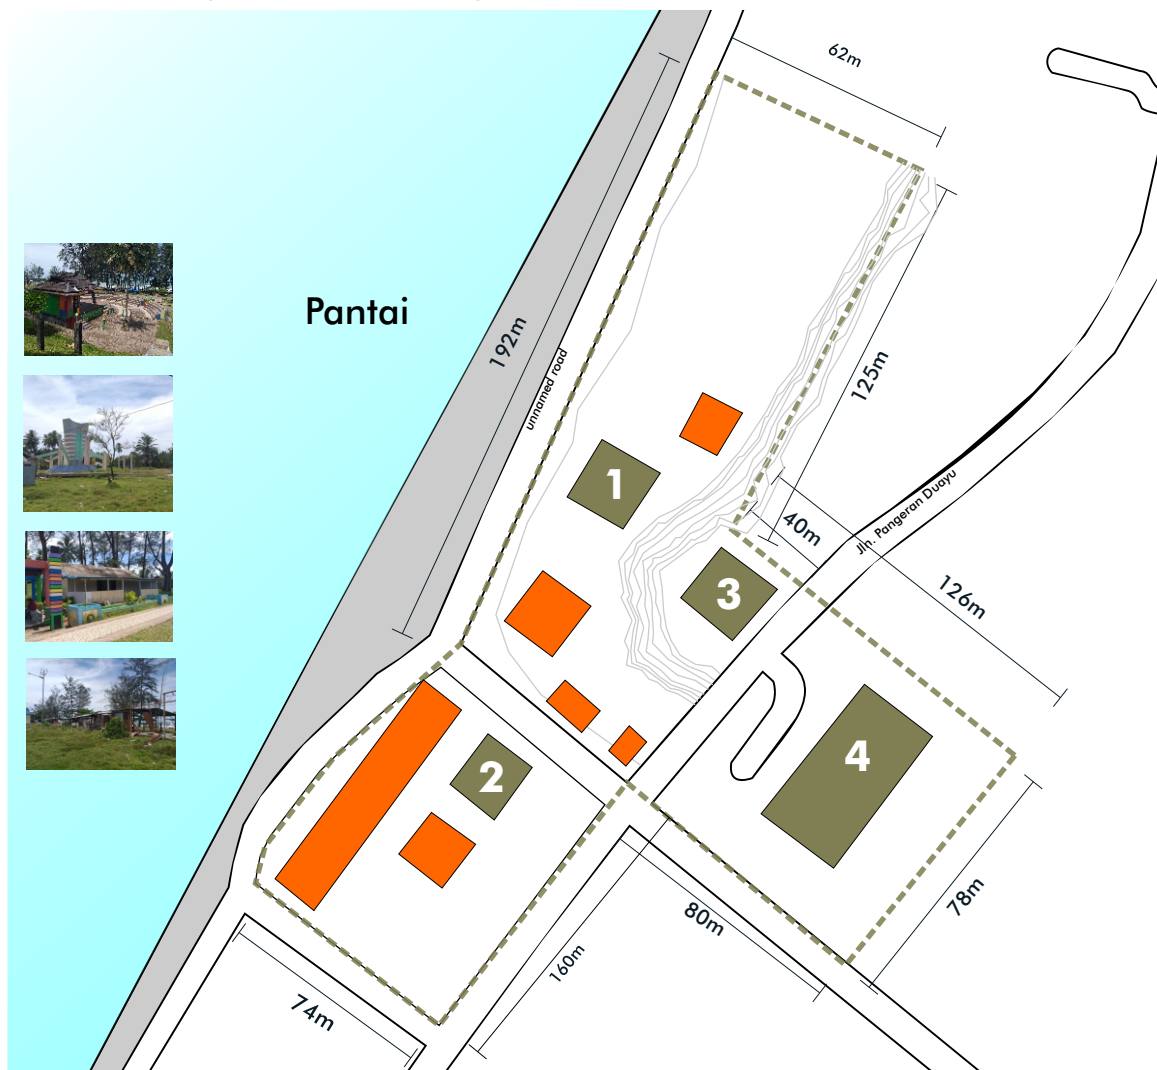 62m
Pantai
192m
unnamed road
125m
1
40m
Jln. Pangeran Duayu
3
126m
2
4
80m
78m
160m
74m